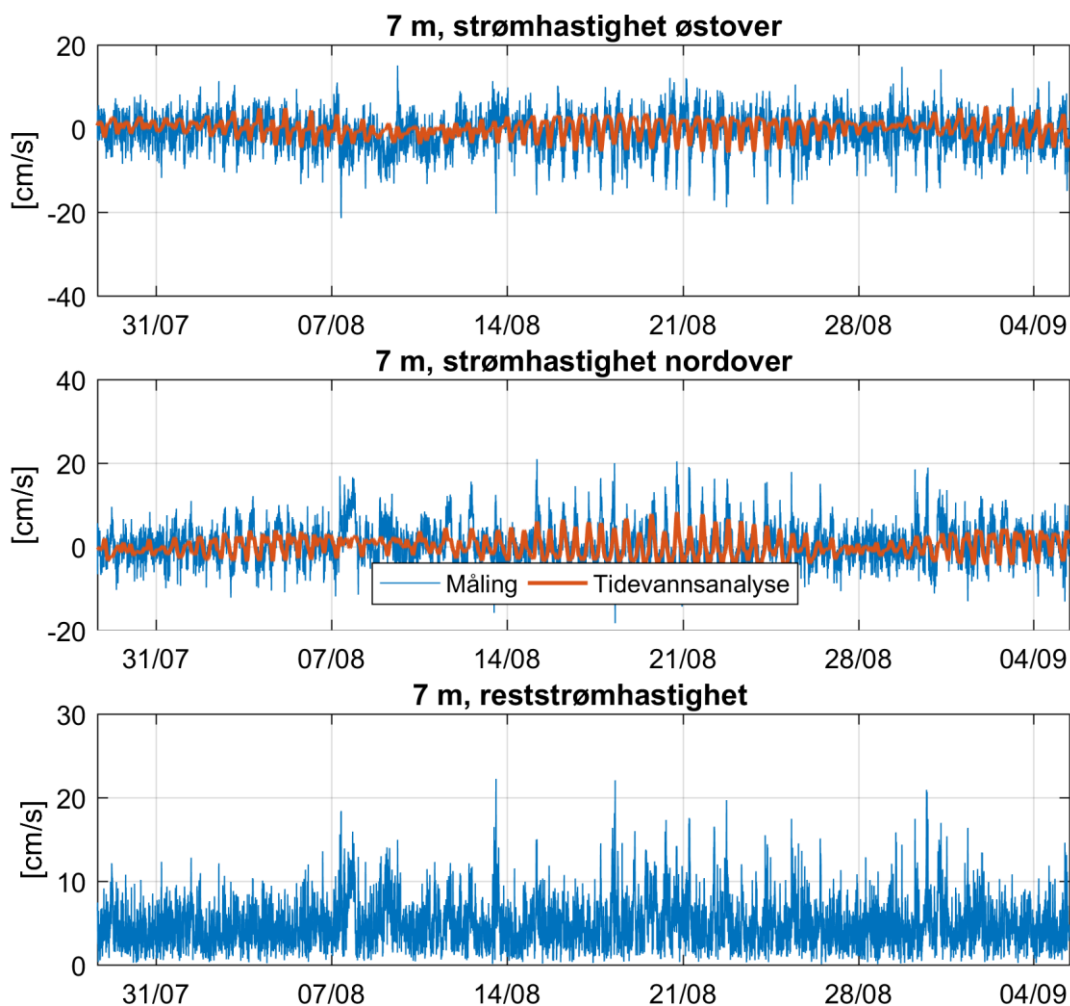 7 m, strømhastighet østover
20
0
-20
-40
[cm/s]
31/07 07/08 14/08 21/08 28/08 04/09
7 m, strømhastighet nordover
40
20
0
-20
[cm/s]
Måling Tidevannsanalyse
31/07 07/08 14/08 21/08 28/08 04/09
7 m, reststrømhastighet
30
20
10
0
[cm/s]
31/07 07/08 14/08 21/08 28/08 04/09